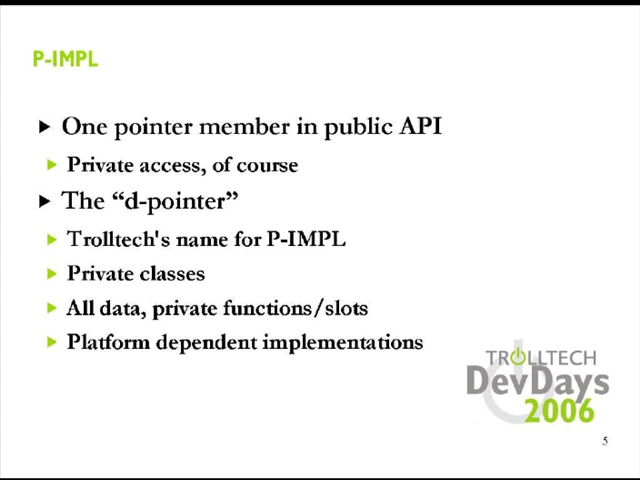 P-IMPL
One pointer member in public API
Private access, of course
The “d-pointer”
Trolltech's name for P-IMPL
Private classes
All data, private functions/slots
Platform dependent implementations
TROLLTECH
DevDays
2006
5